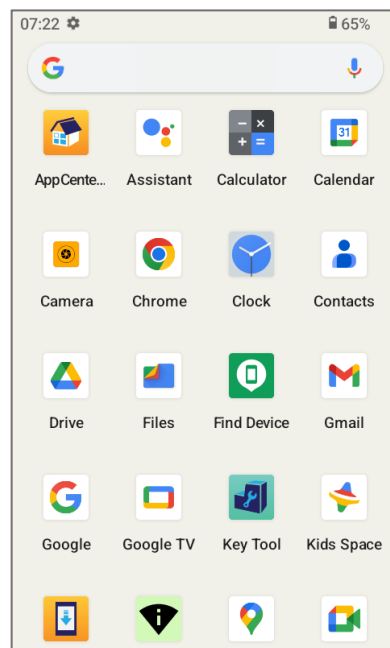 07:22 65%
AppCente... Assistant Calculator Calendar
31
Camera Chrome Clock Contacts
Drive Files Find Device Gmail
Google Google TV Key Tool Kids Space